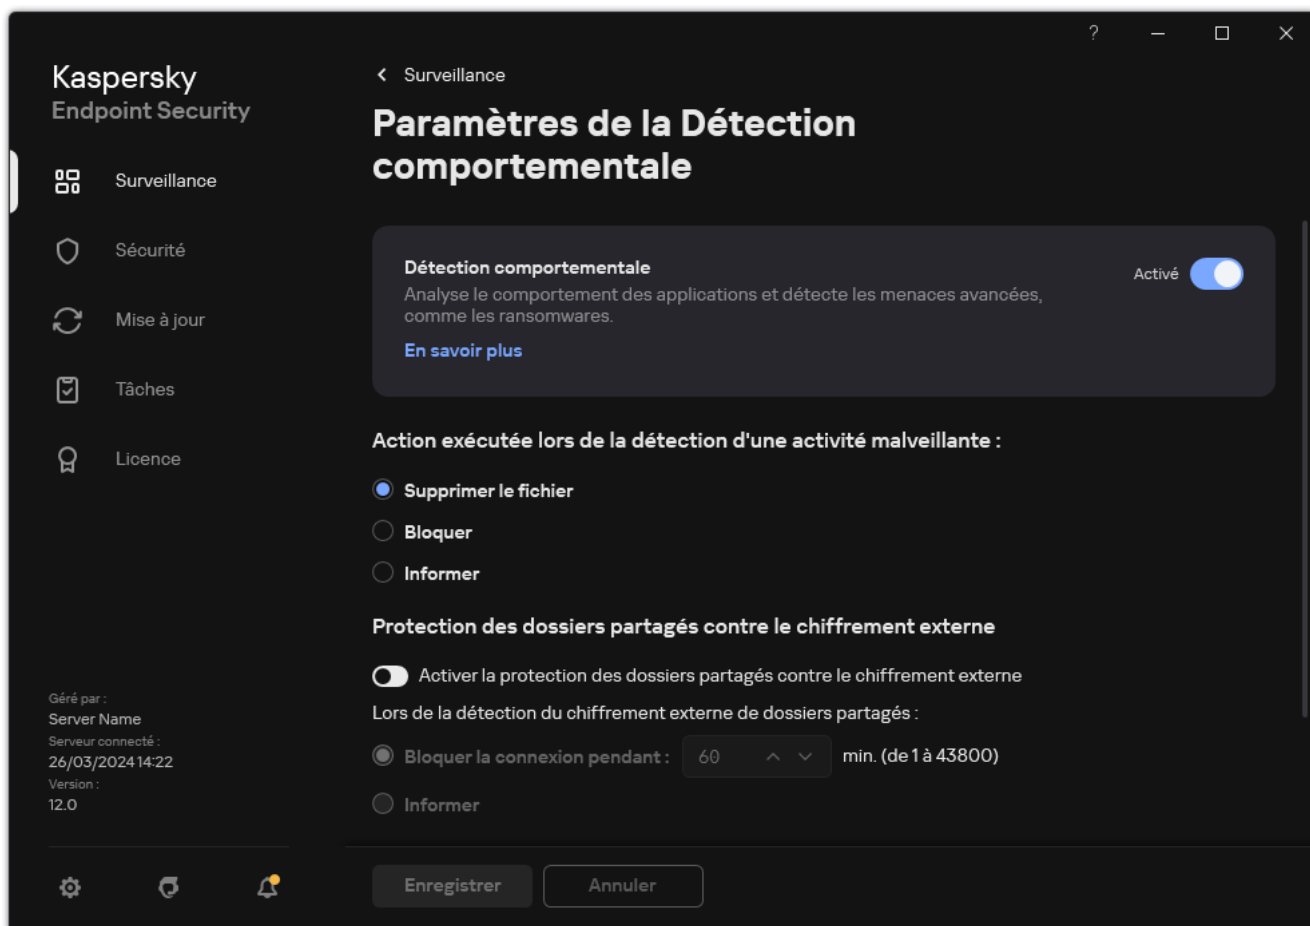 ?
Kaspersky
Endpoint Security
Surveillance
Sécurité
Mise à jour
Tâches
Licence
Géré par :
Server Name
Serveur connecté :
26/03/2024 14:22
Version :
12.0
Surveillance
Paramètres de la Détection
comportementale
Détection comportementale
Activé
Analyse le comportement des applications et détecte les menaces avancées,
comme les ransomwares.
En savoir plus
Action exécutée lors de la détection d'une activité malveillante :
Supprimer le fichier
Bloquer
Informer
Protection des dossiers partagés contre le chiffrement externe
Activer la protection des dossiers partagés contre le chiffrement externe
Lors de la détection du chiffrement externe de dossiers partagés :
Bloquer la connexion pendant : 60 min. (de 1 à 43800)
Informer
Enregistrer Annuler